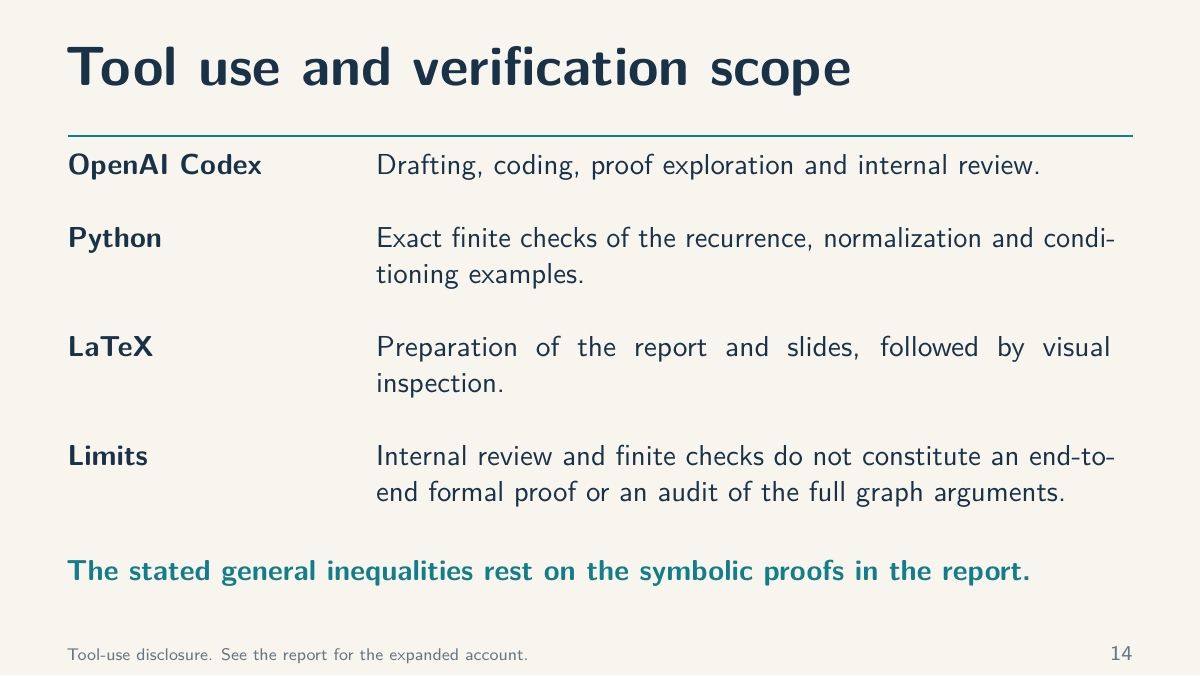 Tool use and verification scope
OpenAI Codex Drafting, coding, proof exploration and internal review.
Python Exact finite checks of the recurrence, normalization and condi-
tioning examples.
LaTeX Preparation of the report and slides, followed by visual
inspection.
Limits Internal review and finite checks do not constitute an end-to-
end formal proof or an audit of the full graph arguments.
The stated general inequalities rest on the symbolic proofs in the report.
Tool-use disclosure. See the report for the expanded account. 14